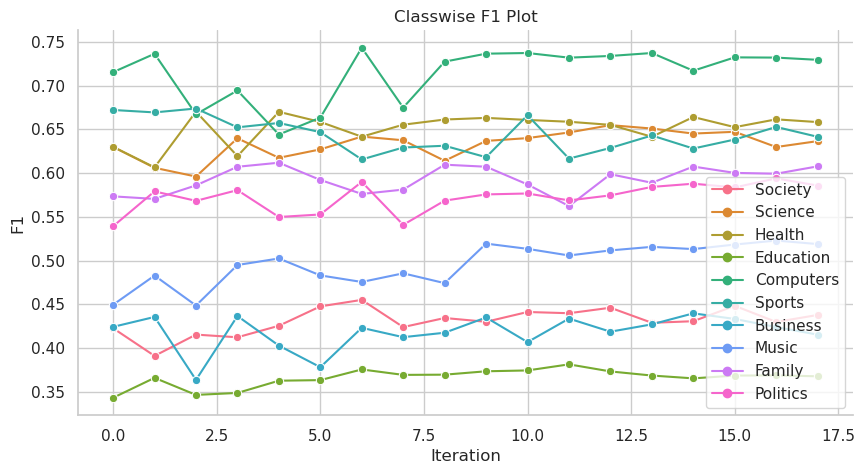 Classwise F1 Plot
F1
0.75
0.70
0.65
0.60
0.55
0.50
0.45
0.40
0.35
0.0
2.5
5.0
7.5
10.0
12.5
15.0
17.5
Iteration
Society
Science
Health
Education
Computers
Sports
Business
Music
Family
Politics